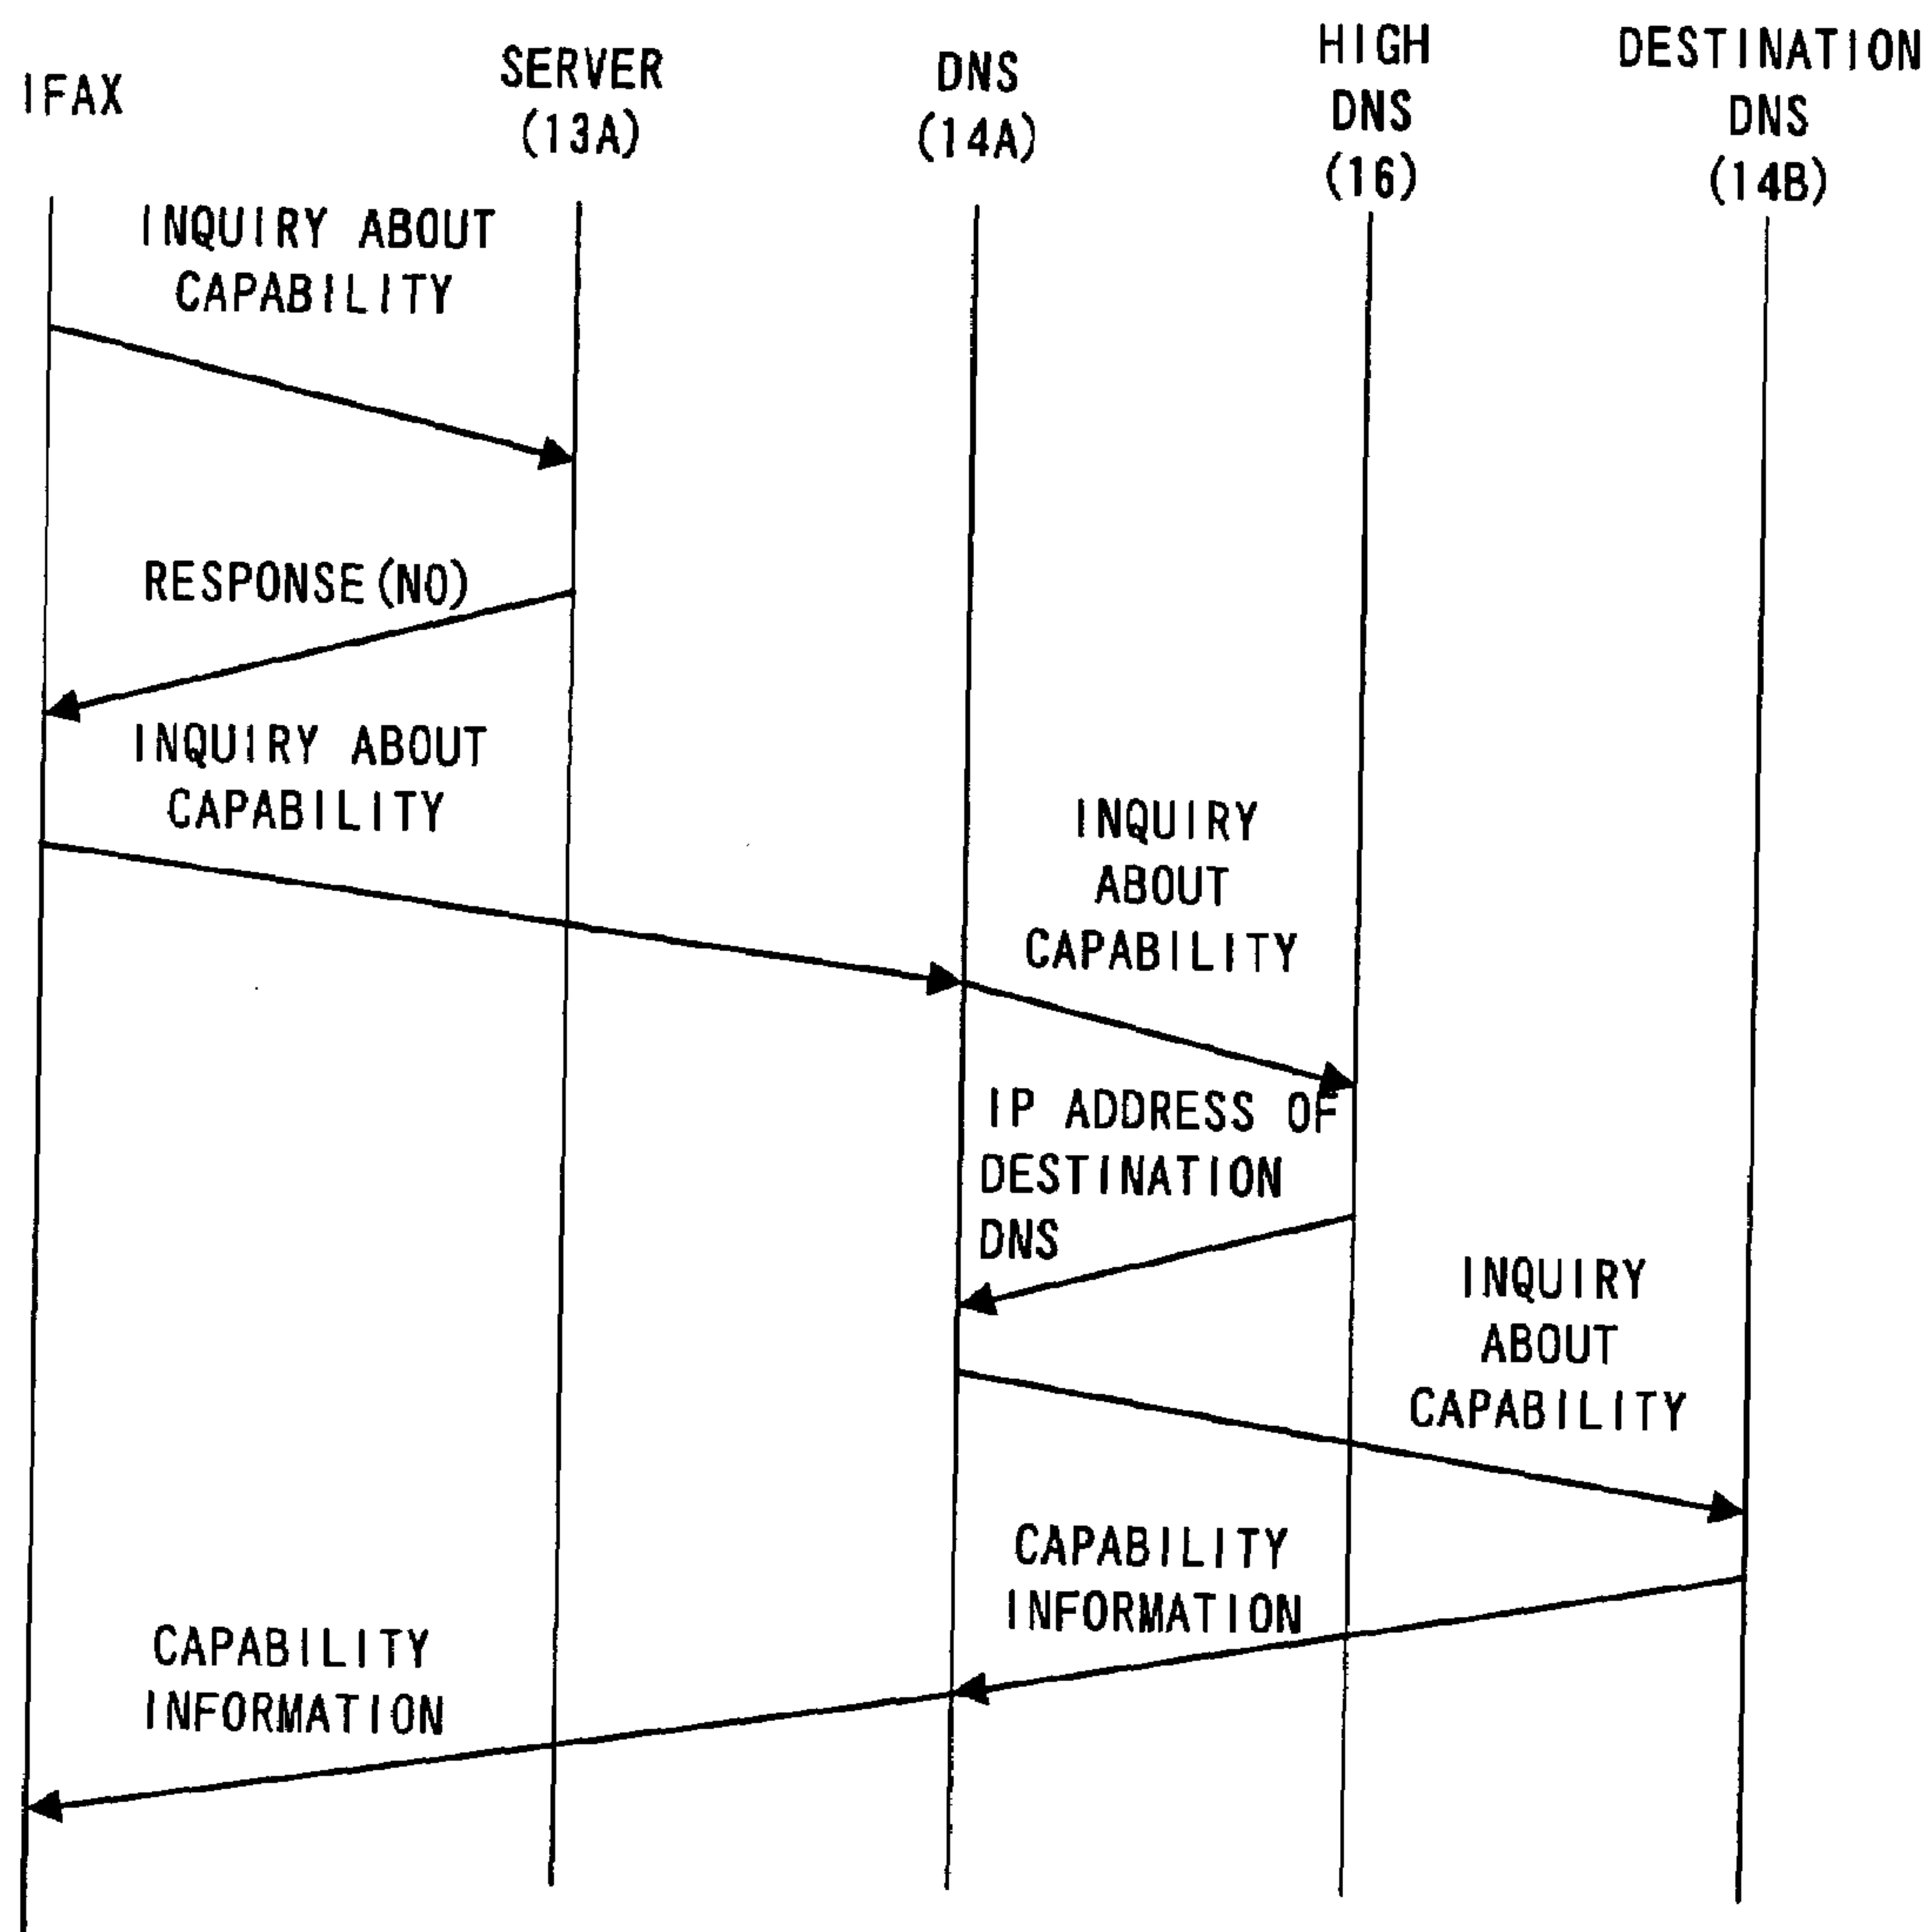 IFAX
SERVER
(13A)
DNS
(14A)
HIGH
DNS
(16)
DESTINATION
DNS
(14B)
INQUIRY ABOUT
CAPABILITY
RESPONSE(NO)
INQUIRY ABOUT
CAPABILITY
INQUIRY
ABOUT
CAPABILITY
IP ADDRESS OF
DESTINATION
DNS
INQUIRY
ABOUT
CAPABILITY
CAPABILITY
INFORMATION
CAPABILITY
INFORMATION